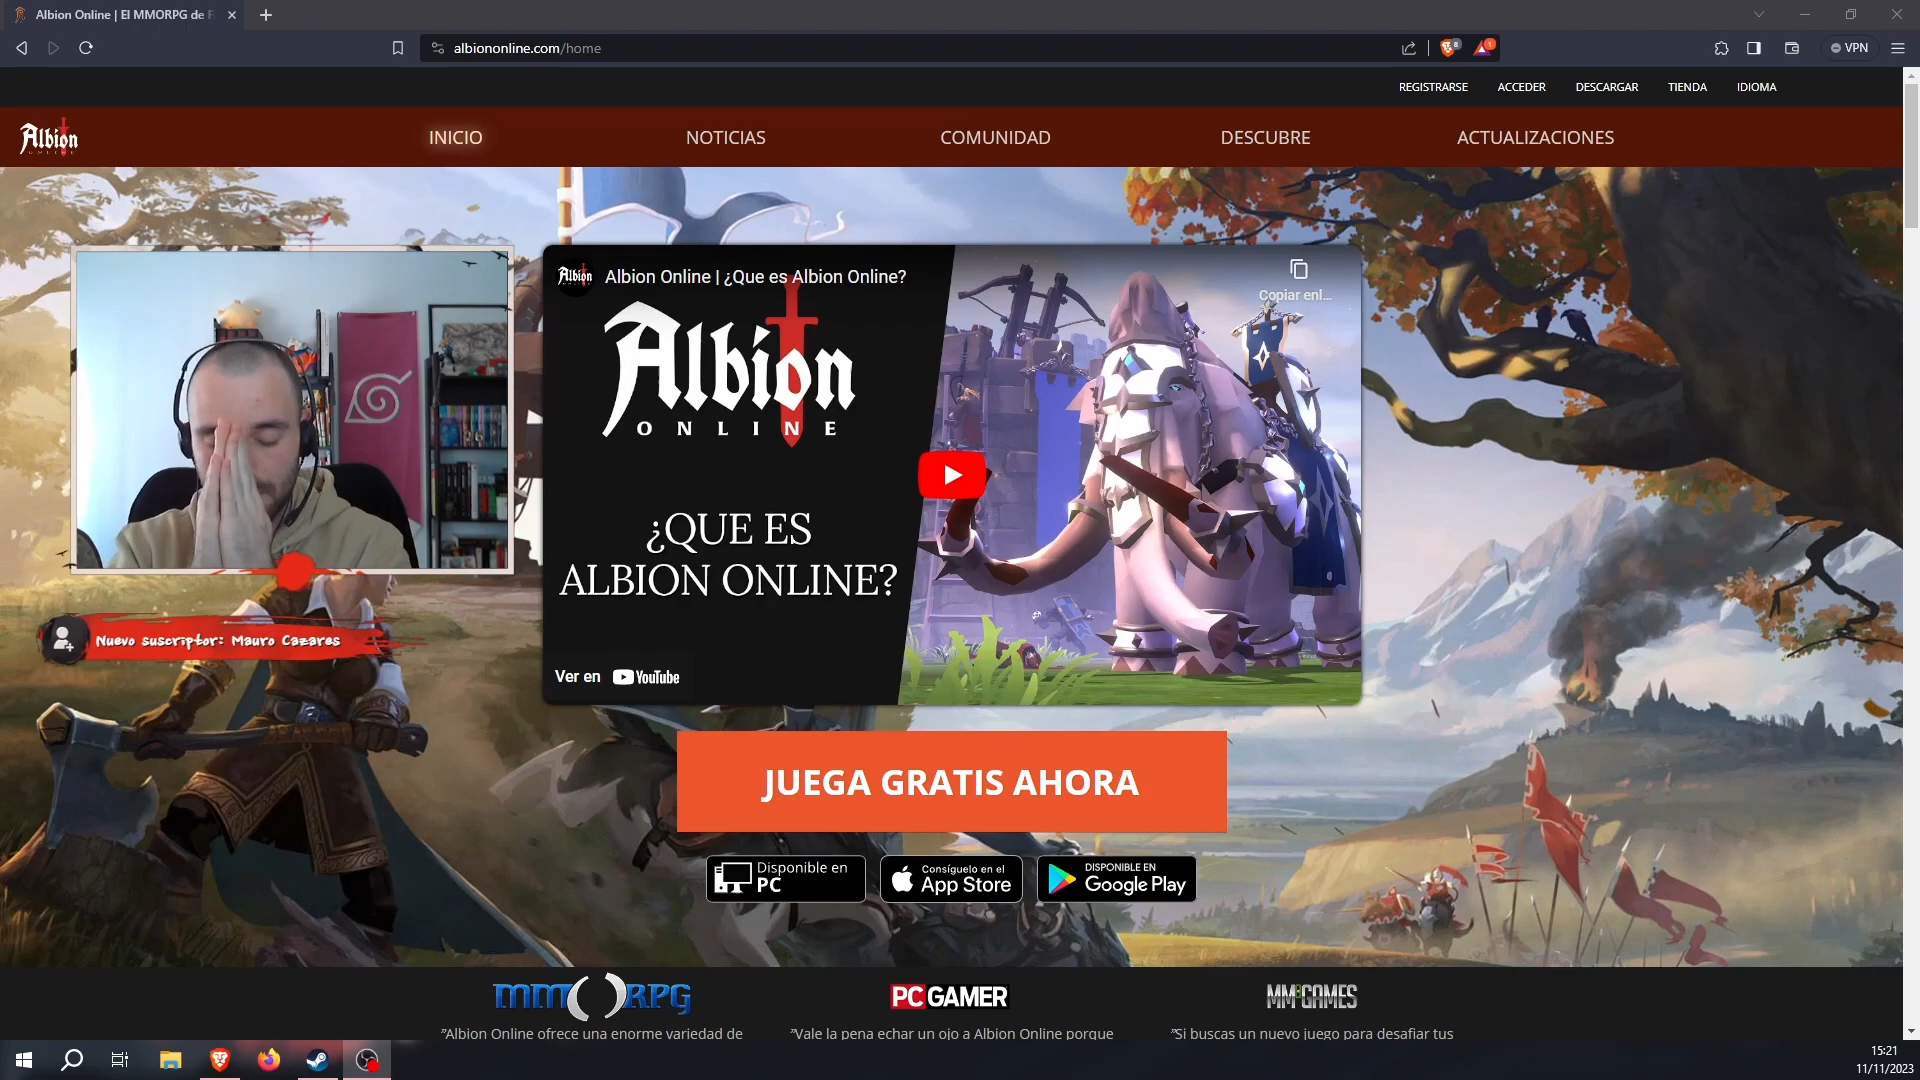 Albion Online | El MMORPG de
albiononline.com/home
VPN
REGISTRARSE
ACCEDER
DESCARGAR
TIENDA
IDIOMA
Albion
ONLINE
INICIO
NOTICIAS
COMUNIDAD
DESCUBRE
ACTUALIZACIONES
Albion Online | ¿Que es Albion Online?
Copiar enl...
Albion
ONLINE
¿QUE ES
ALBION ONLINE?
Ver en YouTube
Nuevo suscriptor: Mauro Cazares
JUEGA GRATIS AHORA
Disponible en
PC
Consíguelo en el
App Store
DISPONIBLE EN
Google Play
MMORPG
PC GAMER
MMOGAMES
"Albion Online ofrece una enorme variedad de
"Vale la pena echar un ojo a Albion Online porque
"Si buscas un nuevo juego para desafiar tus
15:21
11/11/2023